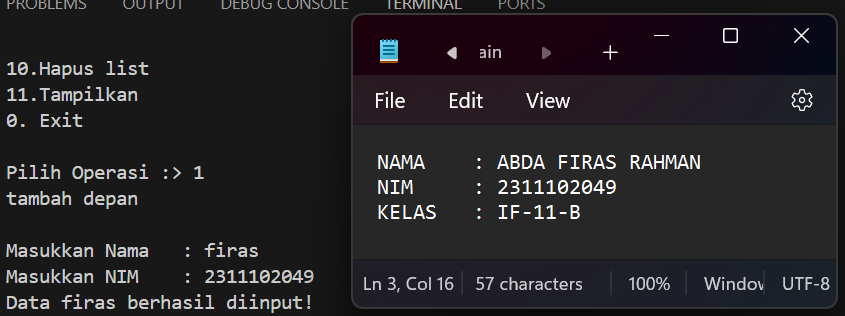 PROBLEMS OUTPUT DEBUG CONSOLE TERMINAL PORTS
10.Hapus list
11.Tampilkan
0. Exit
Pilih Operasi :> 1
tambah depan
Masukkan Nama : firas
Masukkan NIM : 2311102049
Data firas berhasil diinput!
ain
File Edit View
NAMA : ABDA FIRAS RAHMAN
NIM : 2311102049
KELAS : IF-11-B
Ln 3, Col 16 57 characters 100% Window UTF-8